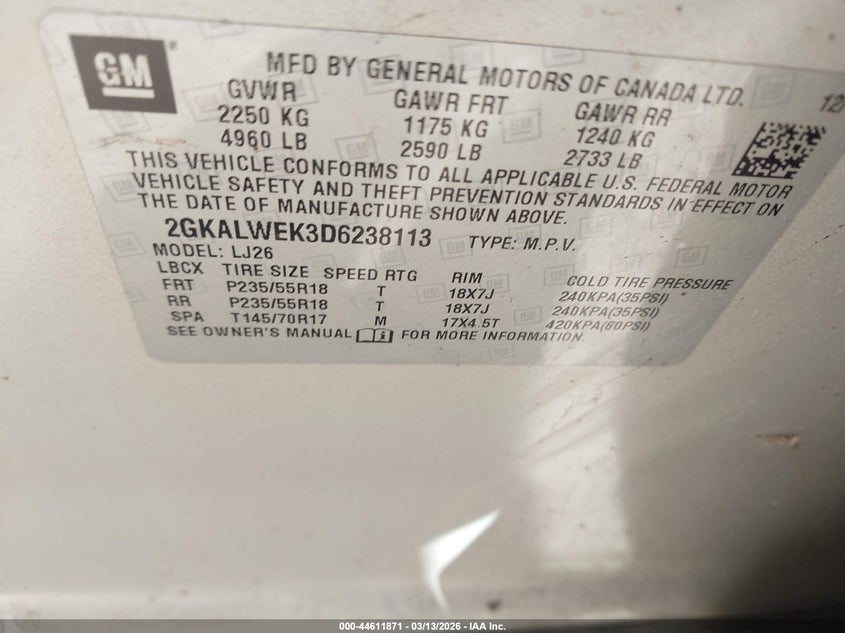 GM
MFD BY GENERAL MOTORS OF CANADA LTD.
GVWR GAWR FRT GAWR RR
2250 KG 1175 KG 1240 KG
4960 LB 2590 LB 2733 LB
THIS VEHICLE CONFORMS TO ALL APPLICABLE U.S. FEDERAL MOTOR
VEHICLE SAFETY AND THEFT PREVENTION STANDARDS IN EFFECT ON
THE DATE OF MANUFACTURE SHOWN ABOVE.
2GKALWEK3D6238113 TYPE: M.P.V.
MODEL: LJ26
LBCX TIRE SIZE SPEED RTG RIM COLD TIRE PRESSURE
FRT P235/55R18 T 18X7J 240KPA(35PSI)
RR P235/55R18 T 18X7J 240KPA(35PSI)
SPA T145/70R17 M 17X4.5T 420KPA(60PSI)
SEE OWNER'S MANUAL FOR MORE INFORMATION.
000-44611871 - 03/13/2026 - IAA Inc.